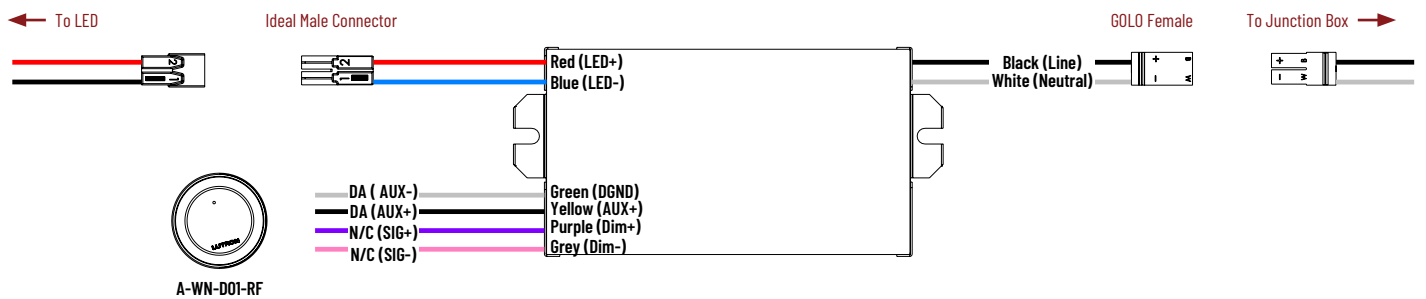 To LED
Ideal Male Connector
GOLO Female
To Junction Box
2
1
2
1
Red (LED+)
Blue (LED-)
Black (Line)
White (Neutral)
+ B
- W
+ B
- W
DA ( AUX-)
DA (AUX+)
N/C (SIG+)
N/C (SIG-)
Green (DGND)
Yellow (AUX+)
Purple (Dim+)
Grey (Dim-)
LUTRON
A-WN-D01-RF